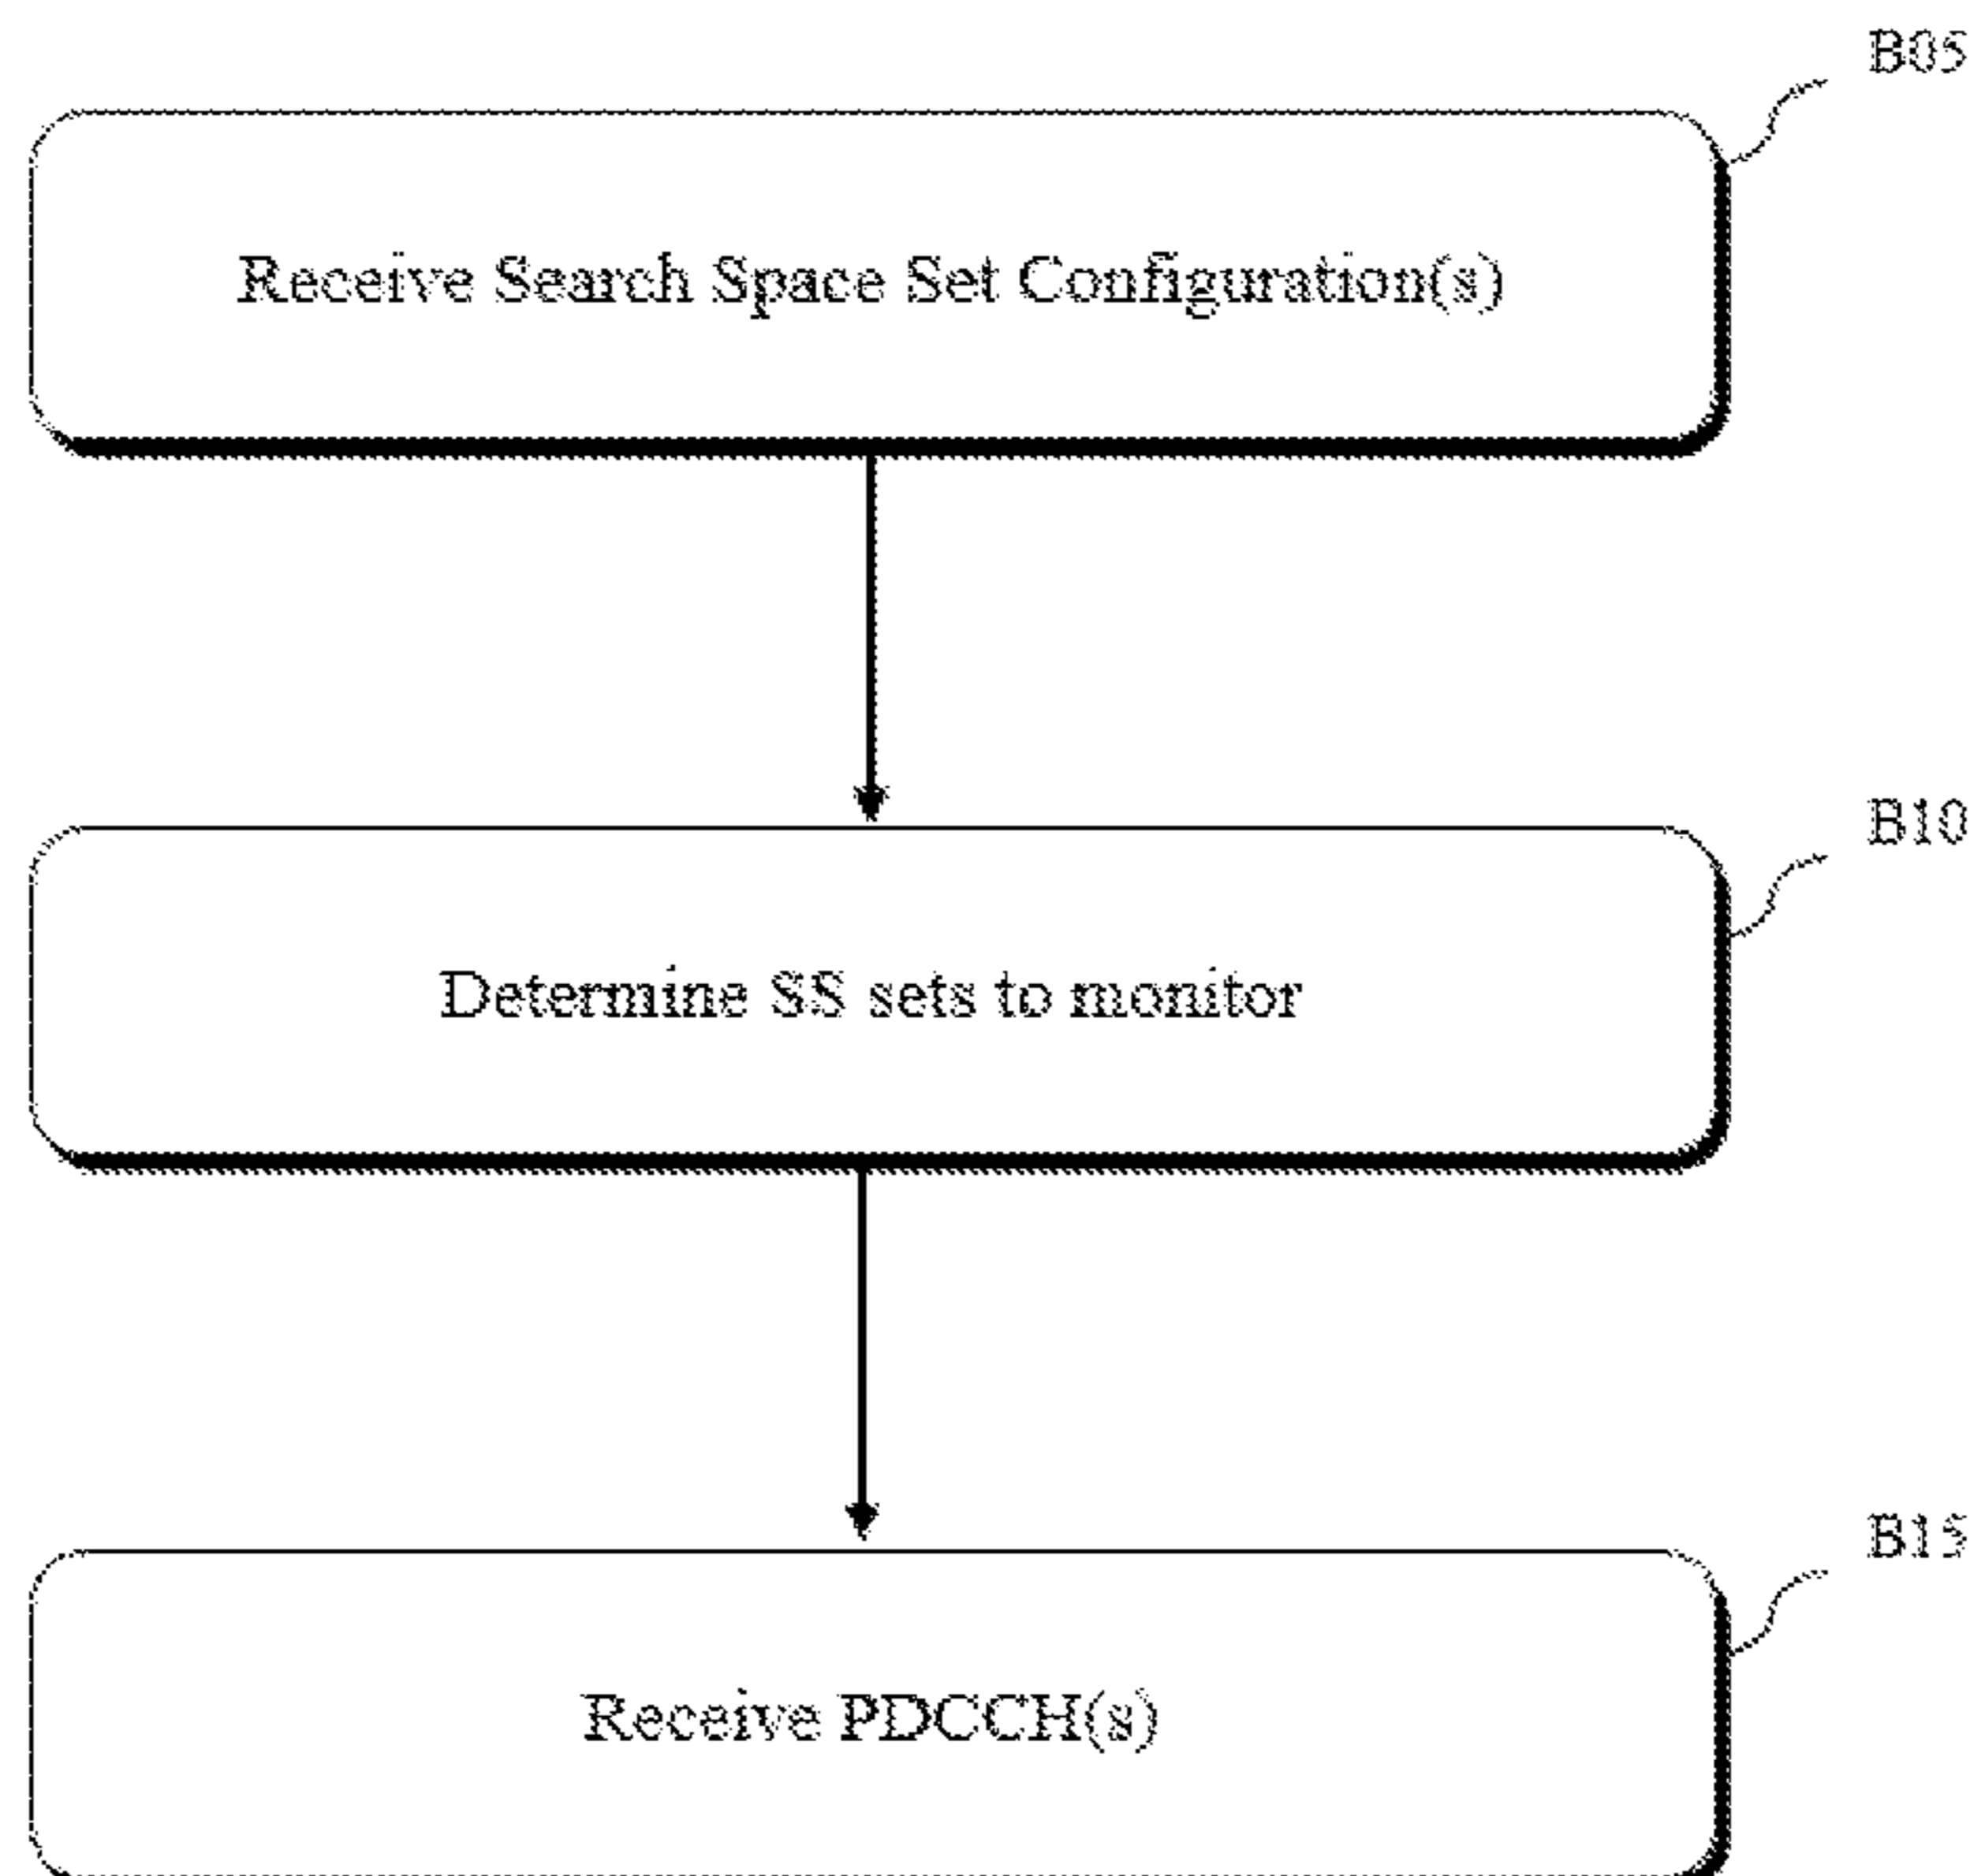 B05
Receive Search Space Set Configuration(s)
B10
Determine SS sets to monitor
B15
Receive PDCCH(s)